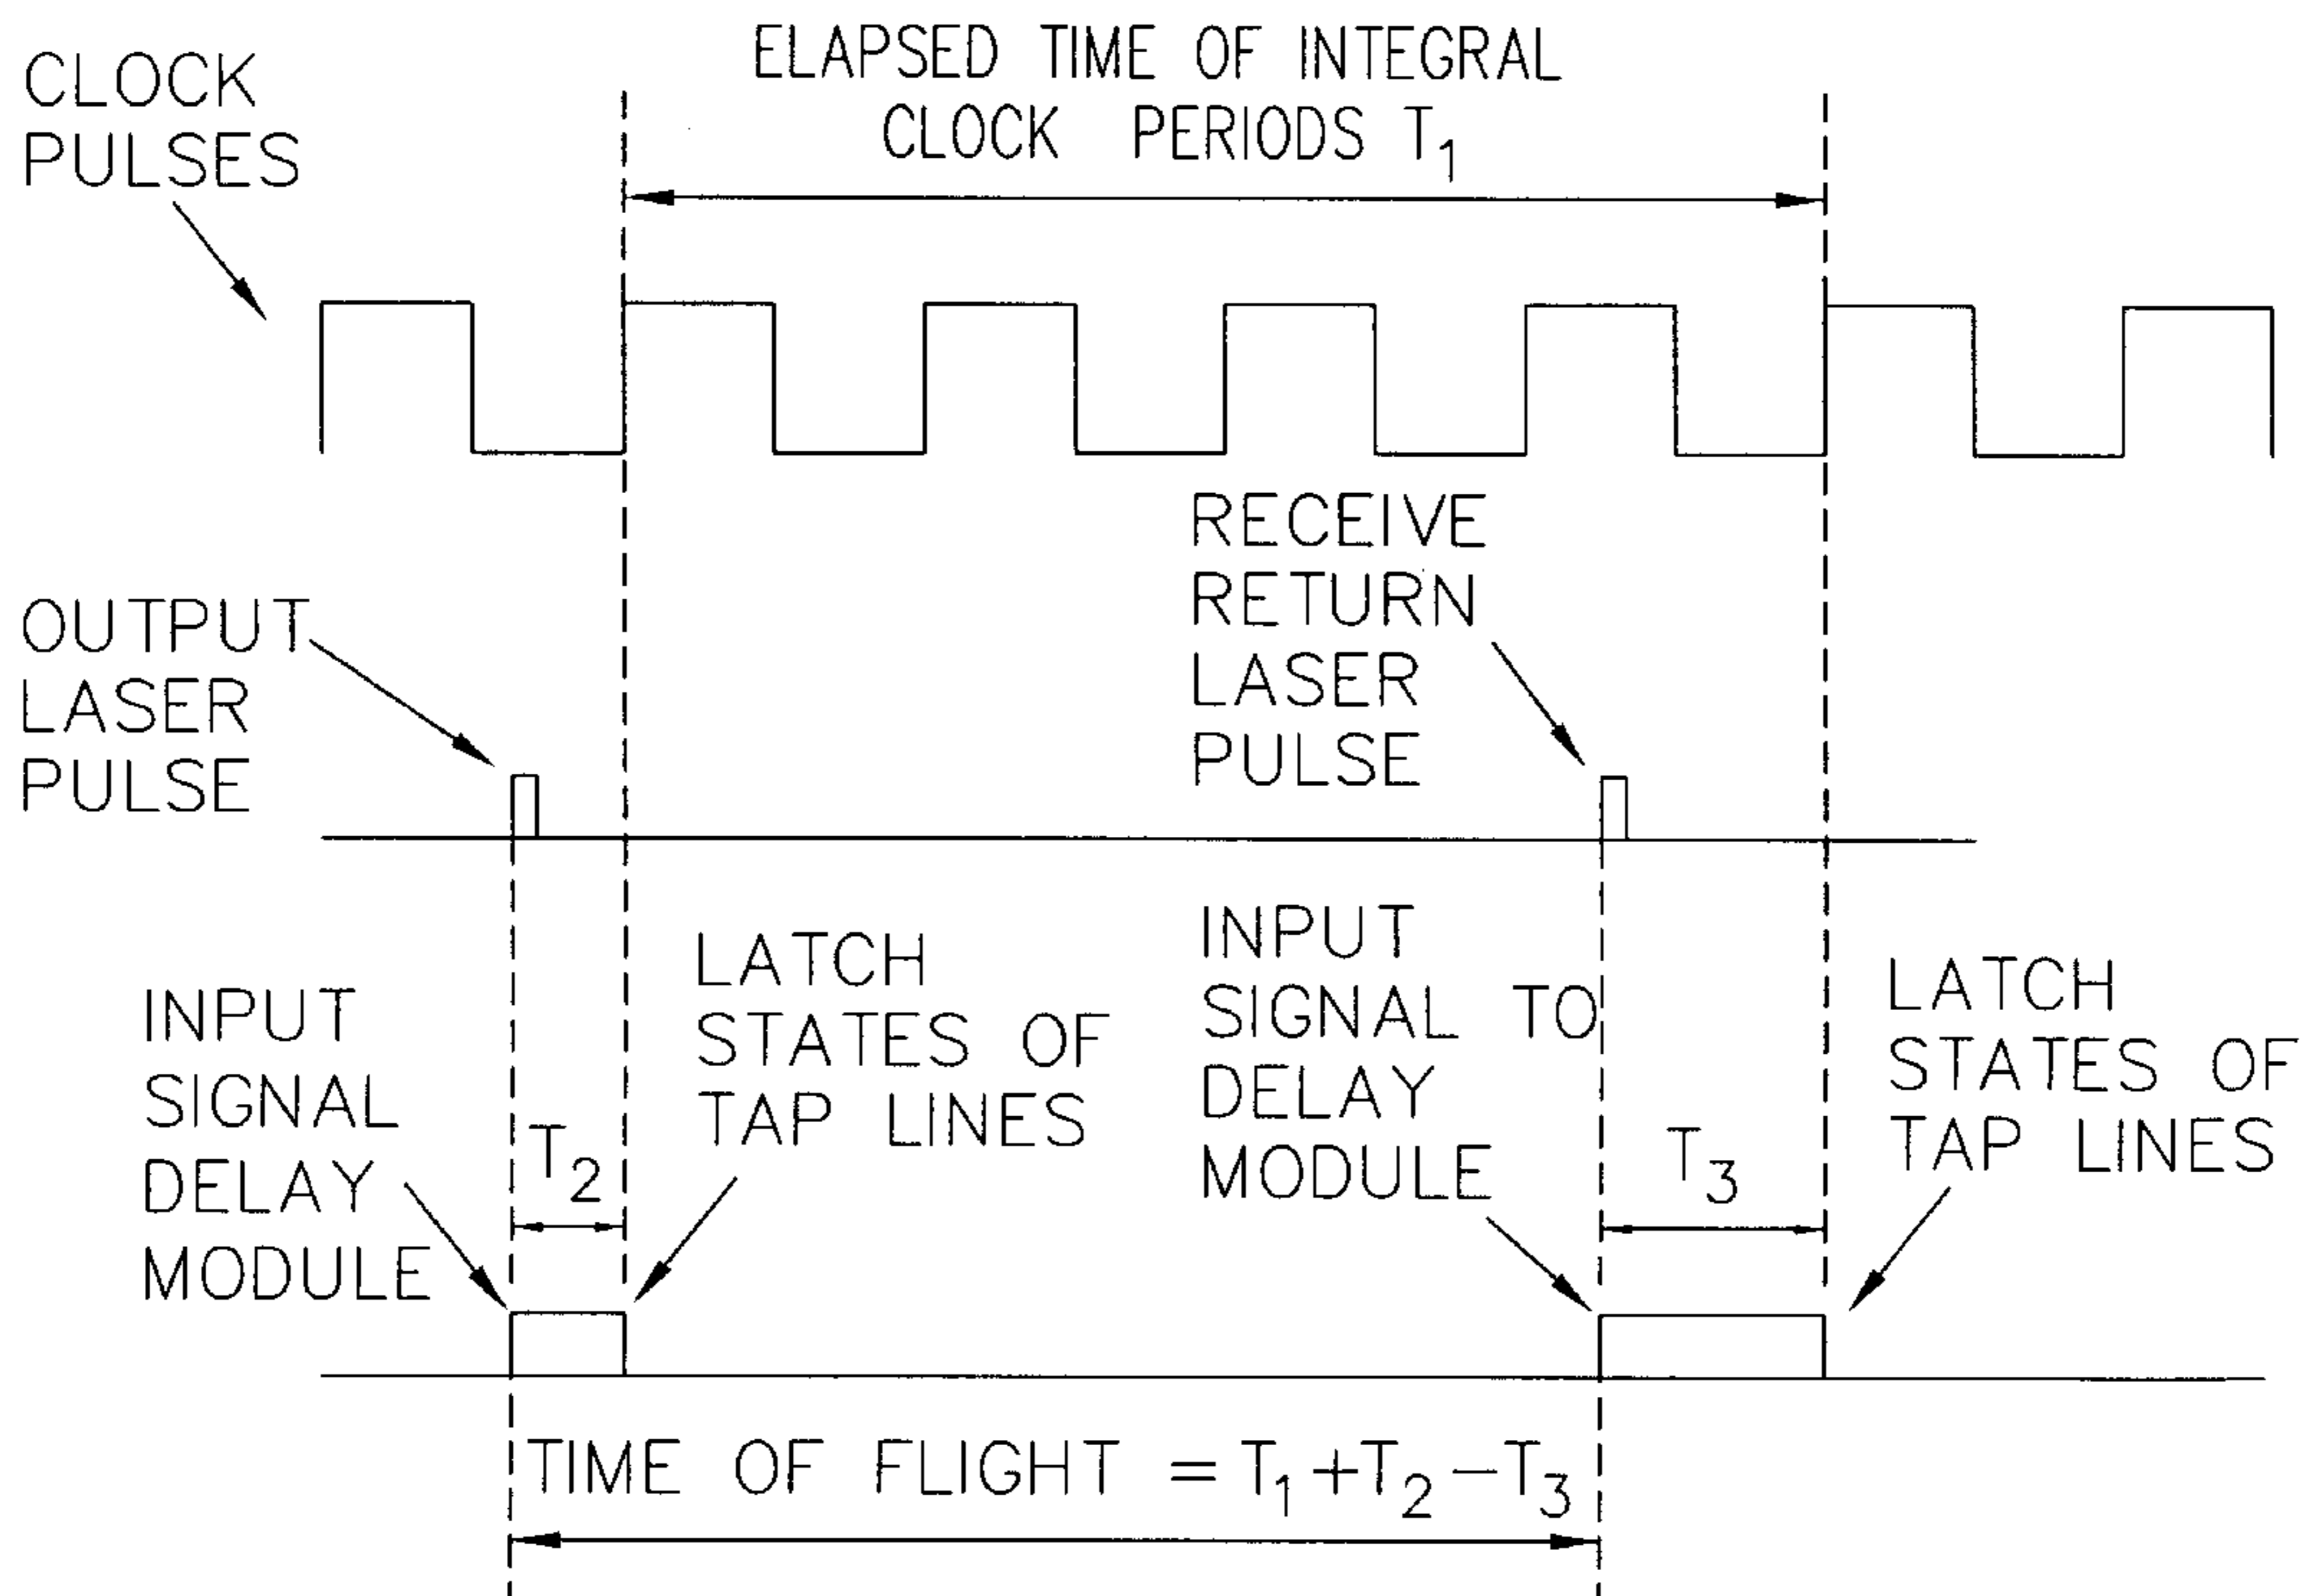 CLOCK
PULSES
ELAPSED TIME OF INTEGRAL
CLOCK PERIODS T₁
OUTPUT
LASER
PULSE
RECEIVE
RETURN
LASER
PULSE
INPUT
SIGNAL
DELAY
MODULE
T₂
LATCH
STATES OF
TAP LINES
INPUT
SIGNAL TO
DELAY
MODULE
T₃
LATCH
STATES OF
TAP LINES
TIME OF FLIGHT = T₁+T₂-T₃